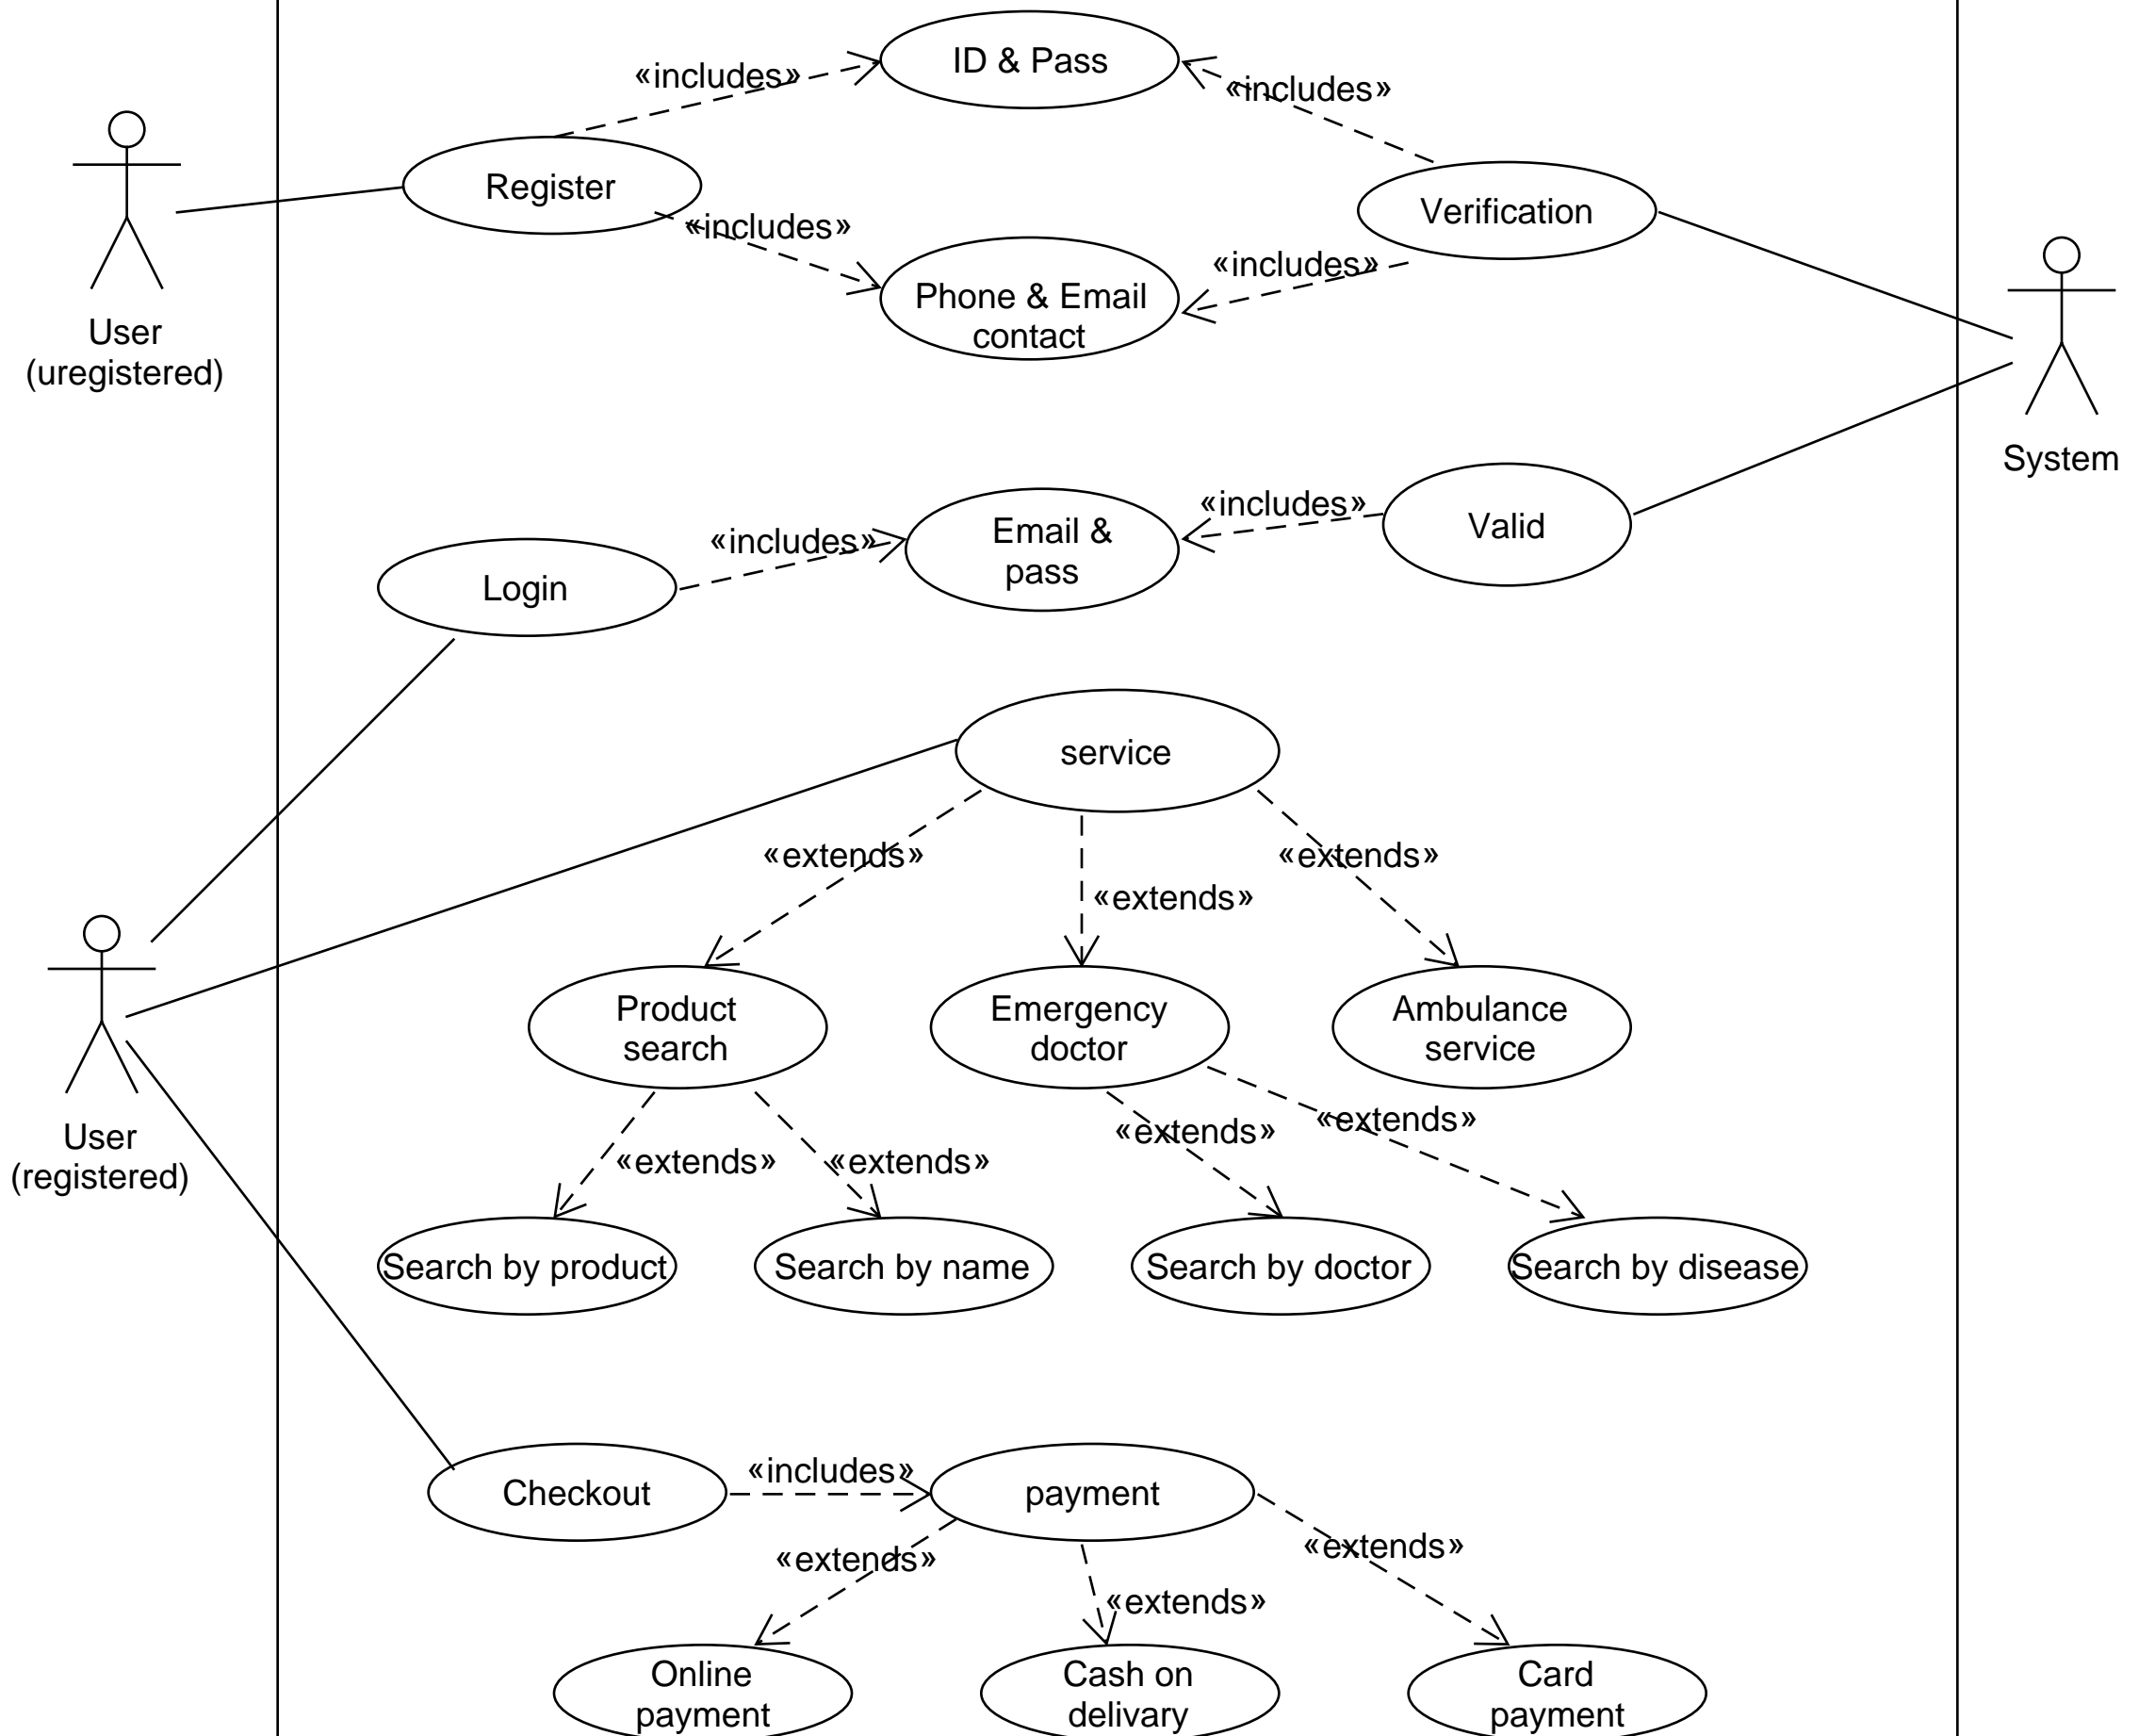 ID & Pass
«includes»
«includes»
Register
Verification
«includes»
«includes»
Phone & Email
contact
User
(uregistered)
System
Email &
pass
«includes»
Valid
«includes»
Login
service
«extends»
«extends»
«extends»
Product
search
Emergency
doctor
Ambulance
service
User
(registered)
«extends»
«extends»
«extends»
«extends»
Search by product
Search by name
Search by doctor
Search by disease
Checkout
«includes»
payment
«extends»
«extends»
«extends»
Online
payment
Cash on
delivary
Card
payment